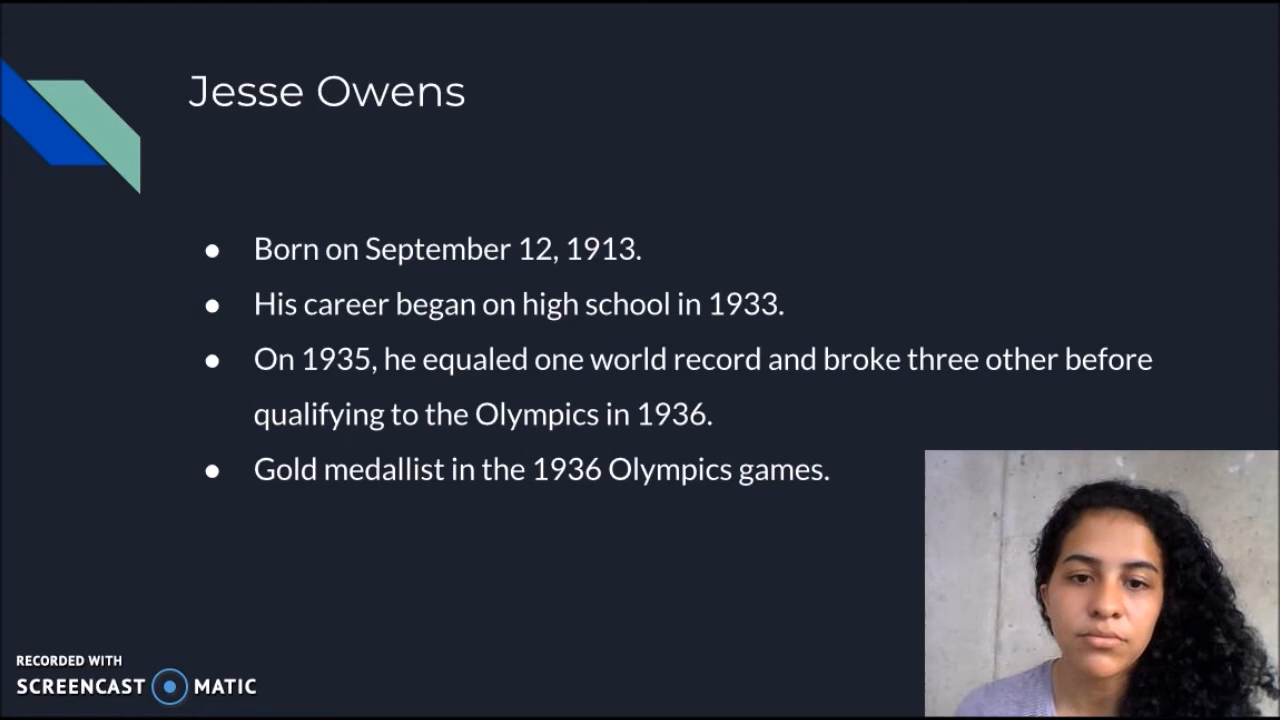 Jesse Owens
● Born on September 12, 1913.
● His career began on high school in 1933.
● On 1935, he equaled one world record and broke three other before
qualifying to the Olympics in 1936.
● Gold medallist in the 1936 Olympics games.
RECORDED WITH
SCREENCAST MATIC